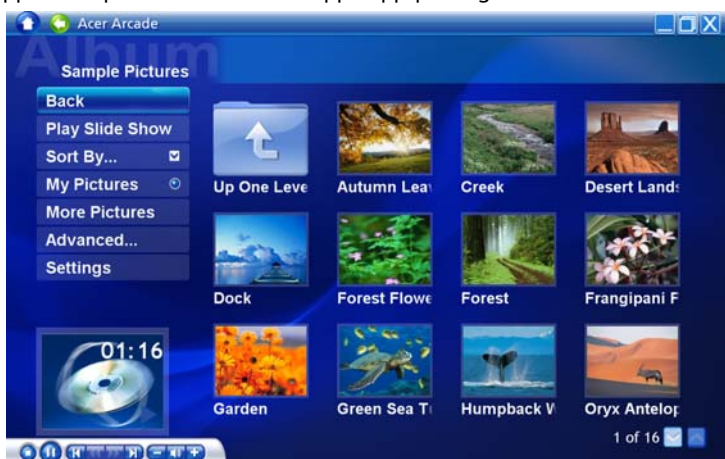 Acer Arcade
Album
Sample Pictures
Back
Play Slide Show
Sort By...
My Pictures
More Pictures
Advanced...
Settings
Up One Leve
Autumn Lea
Creek
Desert Lands
Dock
Forest Flowe
Forest
Frangipani F
01:16
Garden
Green Sea T
Humpback W
Oryx Antelop
1 of 16